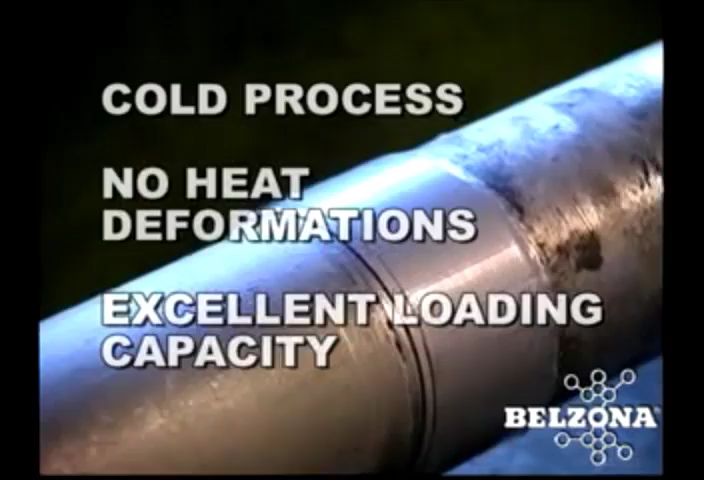 COLD PROCESS
NO HEAT
DEFORMATIONS
EXCELLENT LOADING
CAPACITY
BELZONA